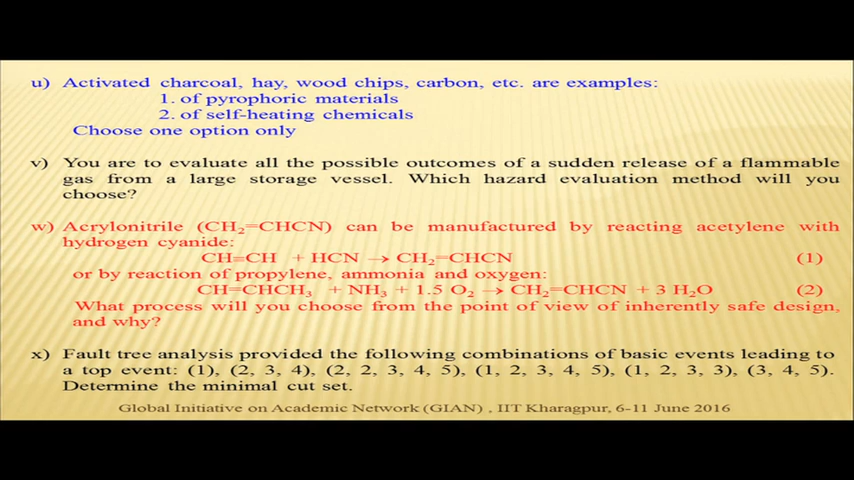 u) Activated charcoal, hay, wood chips, carbon, etc. are examples:
1. of pyrophoric materials
2. of self-heating chemicals
Choose one option only
v) You are to evaluate all the possible outcomes of a sudden release of a flammable
gas from a large storage vessel. Which hazard evaluation method will you
choose?
w) Acrylonitrile (CH₂=CHCN) can be manufactured by reacting acetylene with
hydrogen cyanide:
CH≡CH + HCN → CH₂=CHCN (1)
or by reaction of propylene, ammonia and oxygen:
CH=CHCH₃ + NH₃ + 1.5 O₂ → CH₂=CHCN + 3 H₂O (2)
What process will you choose from the point of view of inherently safe design,
and why?
x) Fault tree analysis provided the following combinations of basic events leading to
a top event: (1), (2, 3, 4), (2, 2, 3, 4, 5), (1, 2, 3, 4, 5), (1, 2, 3, 3), (3, 4, 5).
Determine the minimal cut set.
Global Initiative on Academic Network (GIAN) , IIT Kharagpur, 6-11 June 2016